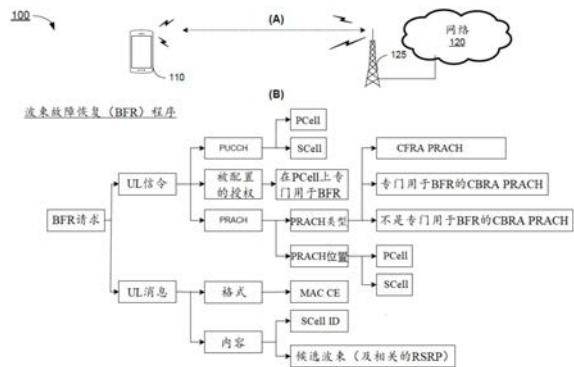 100
(A)
网络
120
110
125
(B)
波束故障恢复（BFR）程序
PCell
PUCCH
SCell
CFRA PRACH
UL信令
被配置
的授权
在PCell上专
门用于BFR
专门用于BFR的CBRA PRACH
BFR请求
PRACH
PRACH类型
不是专门用于BFR的CBRA PRACH
PRACH位置
PCell
SCell
UL消息
格式
MAC CE
SCell ID
内容
候选波束（及相关的RSRP）